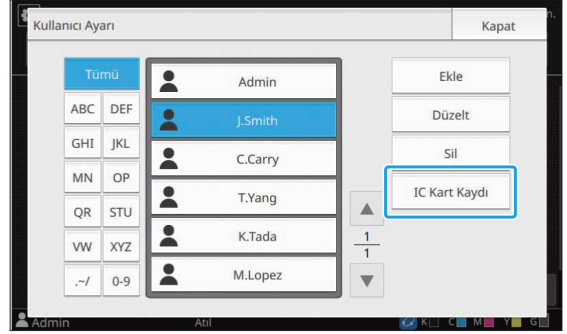 n.
Kullanıcı Ayarı
Kapat
Tümü
ABC DEF
GHI JKL
MN OP
QR STU
VW XYZ
.~/ 0-9
Admin
J.Smith
C.Carry
T.Yang
K.Tada
M.Lopez
1
1
Ekle
Düzelt
Sil
IC Kart Kaydı
Admin
Atıl
K C M Y G